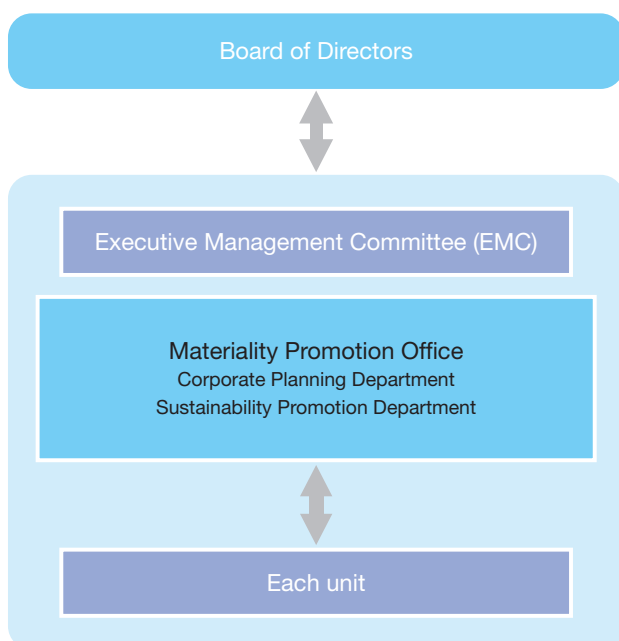 Board of Directors
Executive Management Committee (EMC)
Materiality Promotion Office
Corporate Planning Department
Sustainability Promotion Department
Each unit